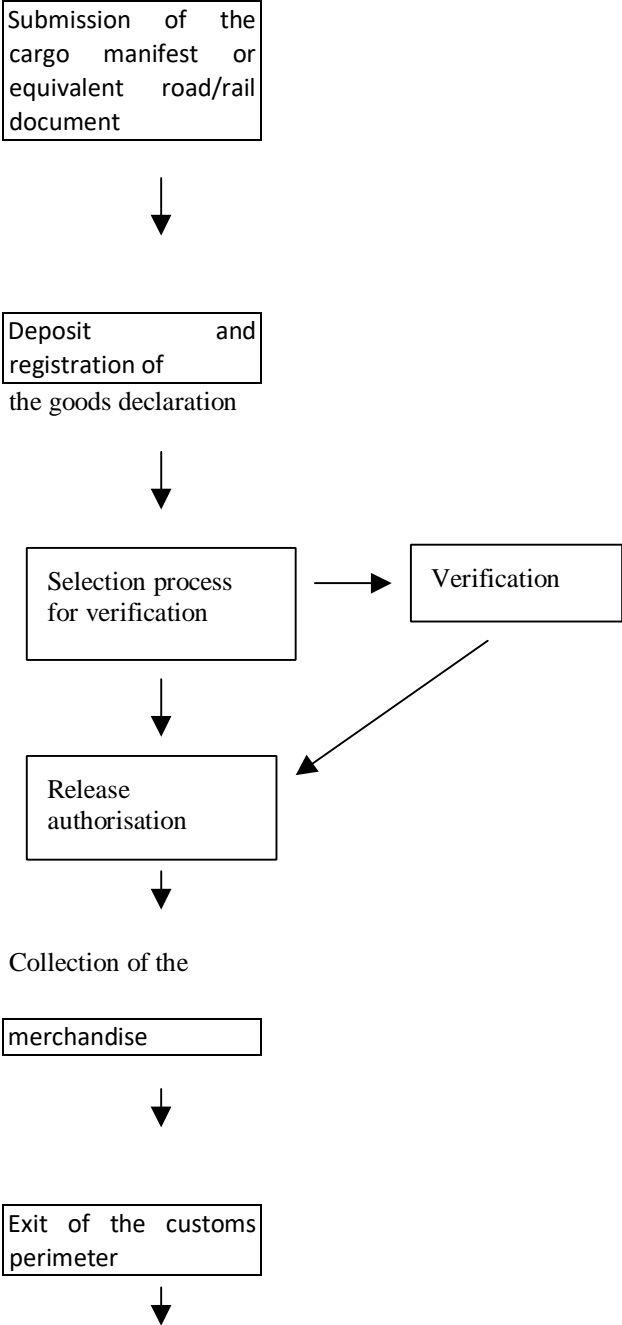 Submission of the
cargo manifest or
equivalent road/rail
document
Deposit and
registration of
the goods declaration
Selection process
for verification
Verification
Release
authorisation
Collection of the
merchandise
Exit of the customs
perimeter